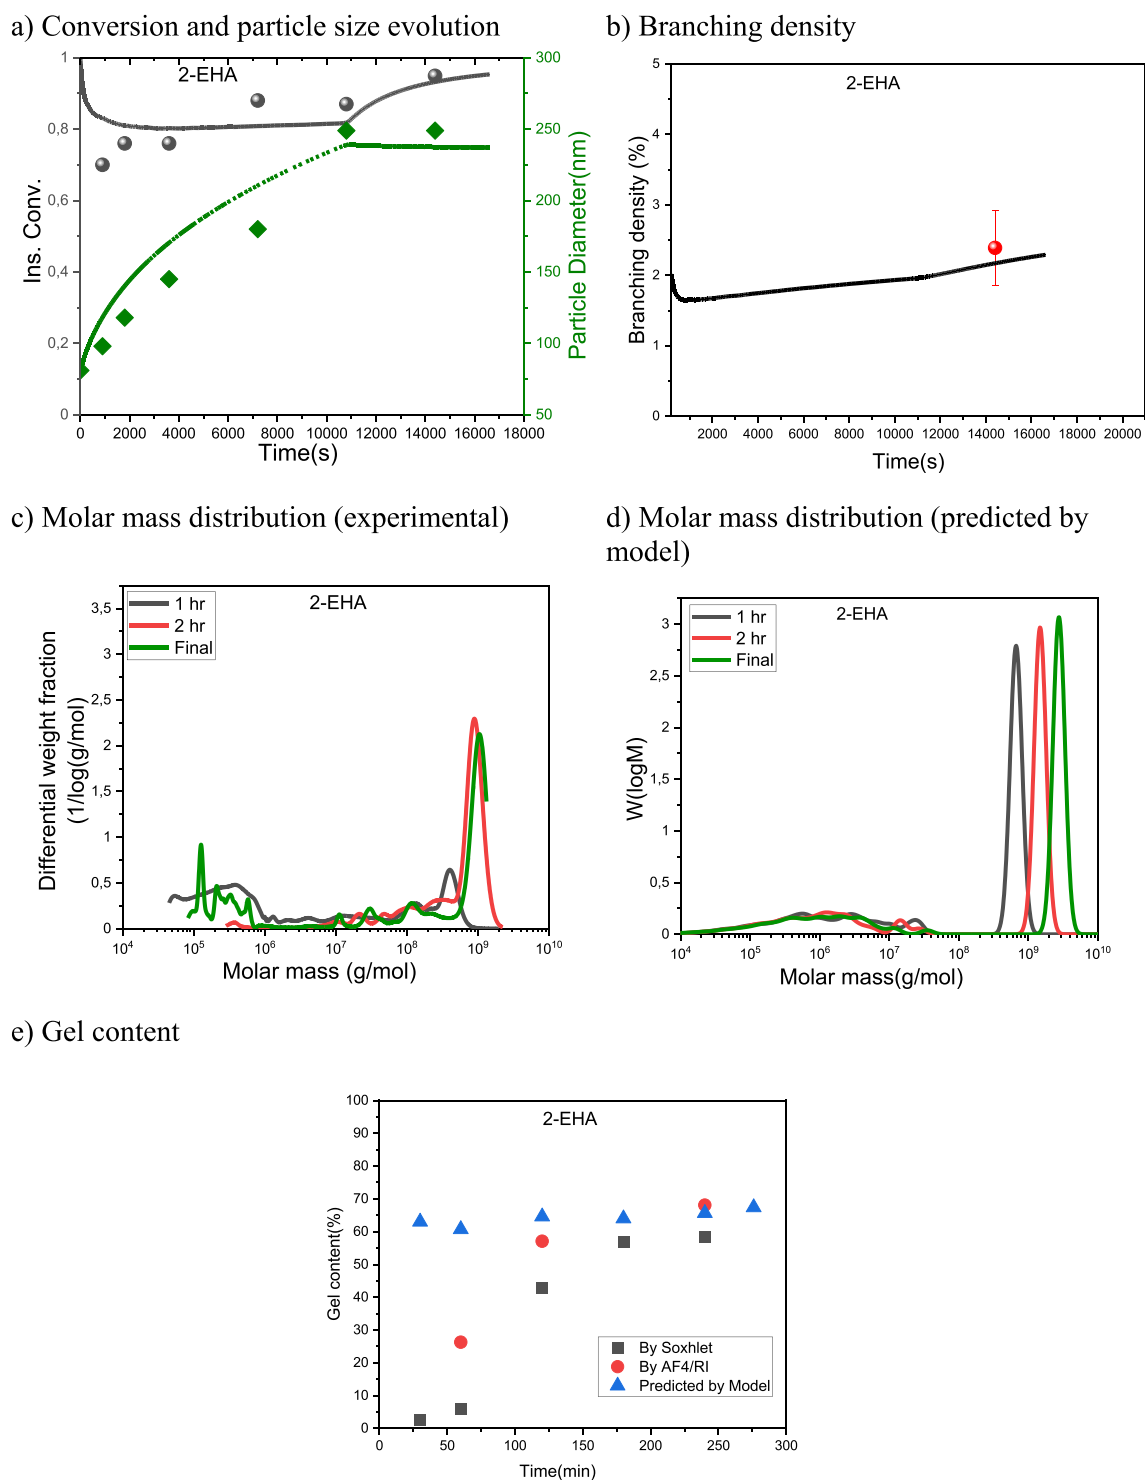 a) Conversion and particle size evolution
2-EHA
1
0,8
0,6
0,4
0,2
0
Ins. Conv.
300
250
200
150
100
50
Particle Diameter(nm)
0 2000 4000 6000 8000 10000 12000 14000 16000 18000
Time(s)
b) Branching density
2-EHA
5
4
3
2
1
0
Branching density (%)
2000 4000 6000 8000 10000 12000 14000 16000 18000 20000
Time(s)
c) Molar mass distribution (experimental)
2-EHA
1 hr
2 hr
Final
3,5
3
2,5
2
1,5
1
0,5
0
Differential weight fraction
(1/log(g/mol)
10⁴ 10⁵ 10⁶ 10⁷ 10⁸ 10⁹ 10¹⁰
Molar mass (g/mol)
d) Molar mass distribution (predicted by
model)
2-EHA
1 hr
2 hr
Final
3
2,5
2
1,5
1
0,5
0
W(logM)
10⁴ 10⁵ 10⁶ 10⁷ 10⁸ 10⁹ 10¹⁰
Molar mass(g/mol)
e) Gel content
2-EHA
100
90
80
70
60
50
40
30
20
10
0
Gel content(%)
By Soxhlet
By AF4/RI
Predicted by Model
0 50 100 150 200 250 300
Time(min)